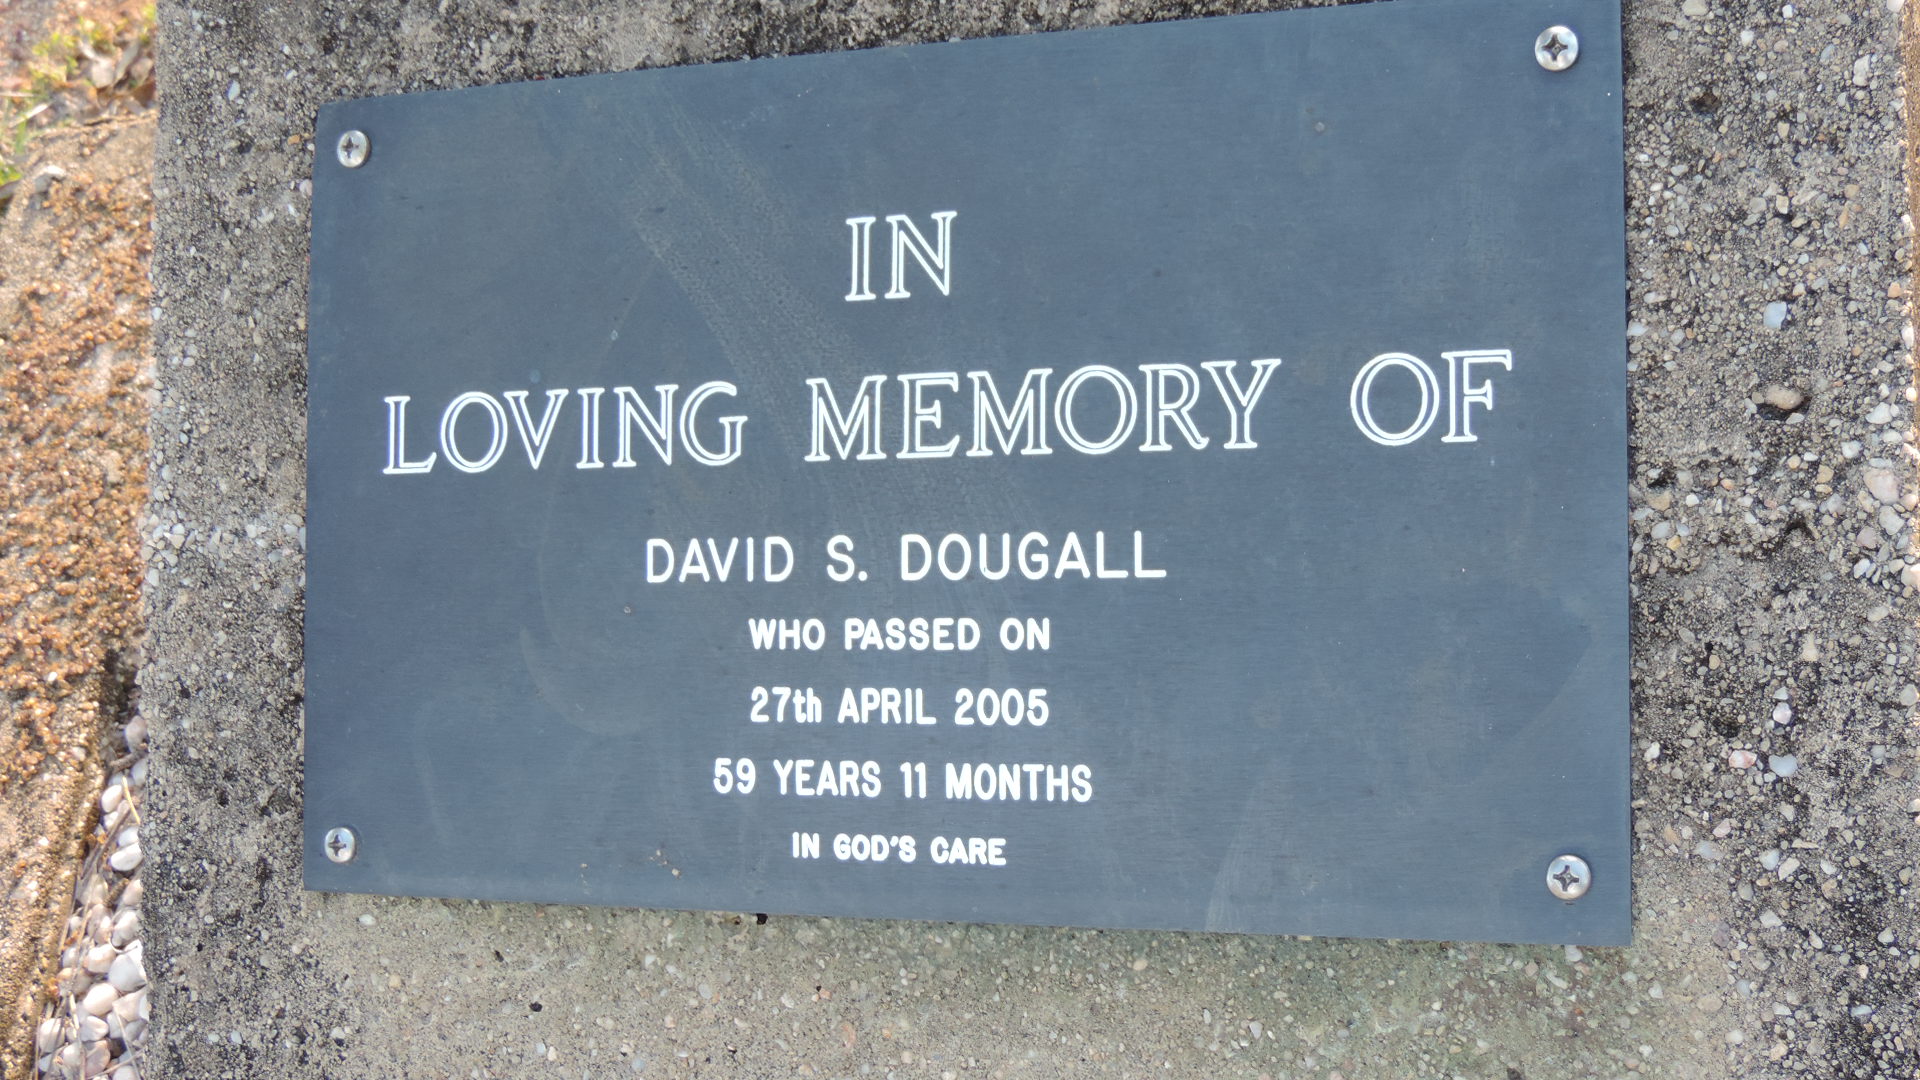 IN
LOVING MEMORY OF
DAVID S. DOUGALL
WHO PASSED ON
27th APRIL 2005
59 YEARS 11 MONTHS
IN GOD'S CARE